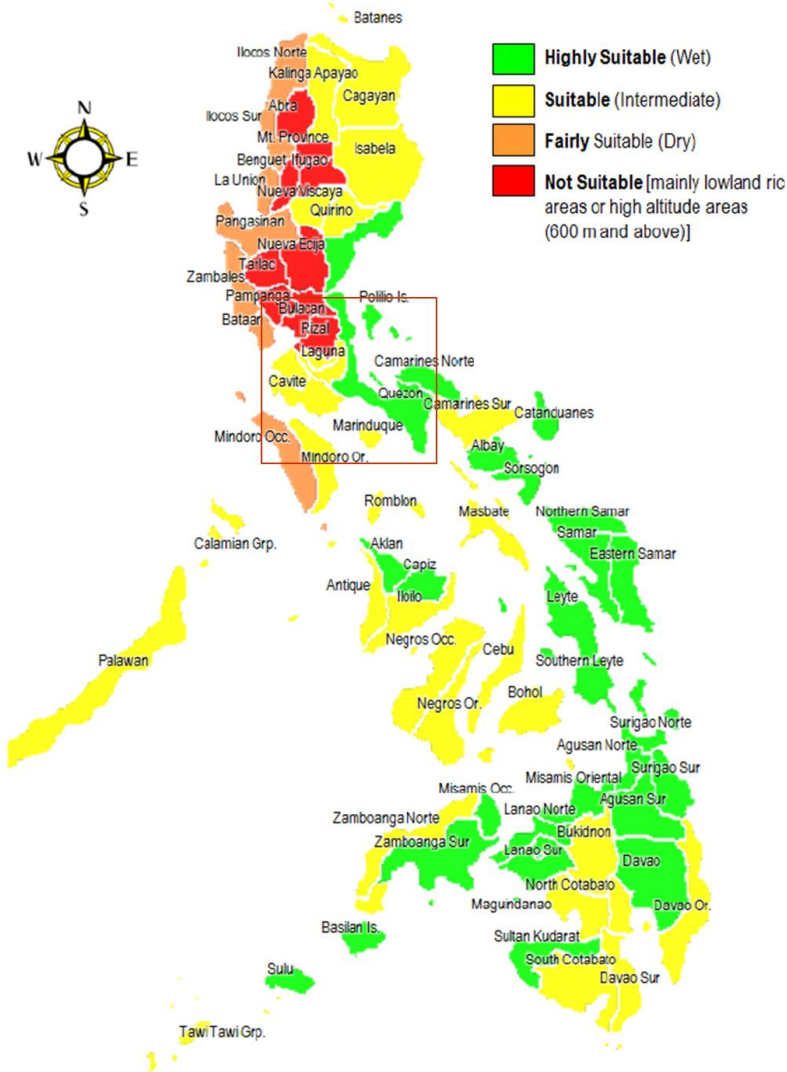 Batanes
Ilocos Norte
Kalinga Apayao
Cagayan
Abra
Ilocos Sur
Mt. Province
Isabela
Benguet
Ifugao
La Union
Nueva Viscaya
Quirino
Pangasinan
Nueva Ecija
Tarlac
Zambales
Pampanga
Polilio Is.
Bulacan
Bataan
Rizal
Laguna
Camarines Norte
Cavite
Quezon
Camarines Sur
Catanduanes
Marinduque
Mindoro Occ.
Albay
Mindoro Or.
Sorsogon
Romblon
Masbate
Northern Samar
Samar
Calamian Grp.
Aklan
Eastern Samar
Capiz
Antique
Iloilo
Leyte
Negros Occ.
Cebu
Palawan
Southern Leyte
Bohol
Negros Or.
Surigao Norte
Agusan Norte
Surigao Sur
Misamis Oriental
Misamis Occ.
Agusan Sur
Lanao Norte
Zamboanga Norte
Bukidnon
Zamboanga Sur
Lanao Sur
Davao
North Cotabato
Maguindanao
Davao Or.
Basilan Is.
Sultan Kudarat
South Cotabato
Sulu
Davao Sur
Tawi Tawi Grp.
N
W
E
S
Highly Suitable (Wet)
Suitable (Intermediate)
Fairly Suitable (Dry)
Not Suitable [mainly lowland ric
areas or high altitude areas
(600 m and above)]